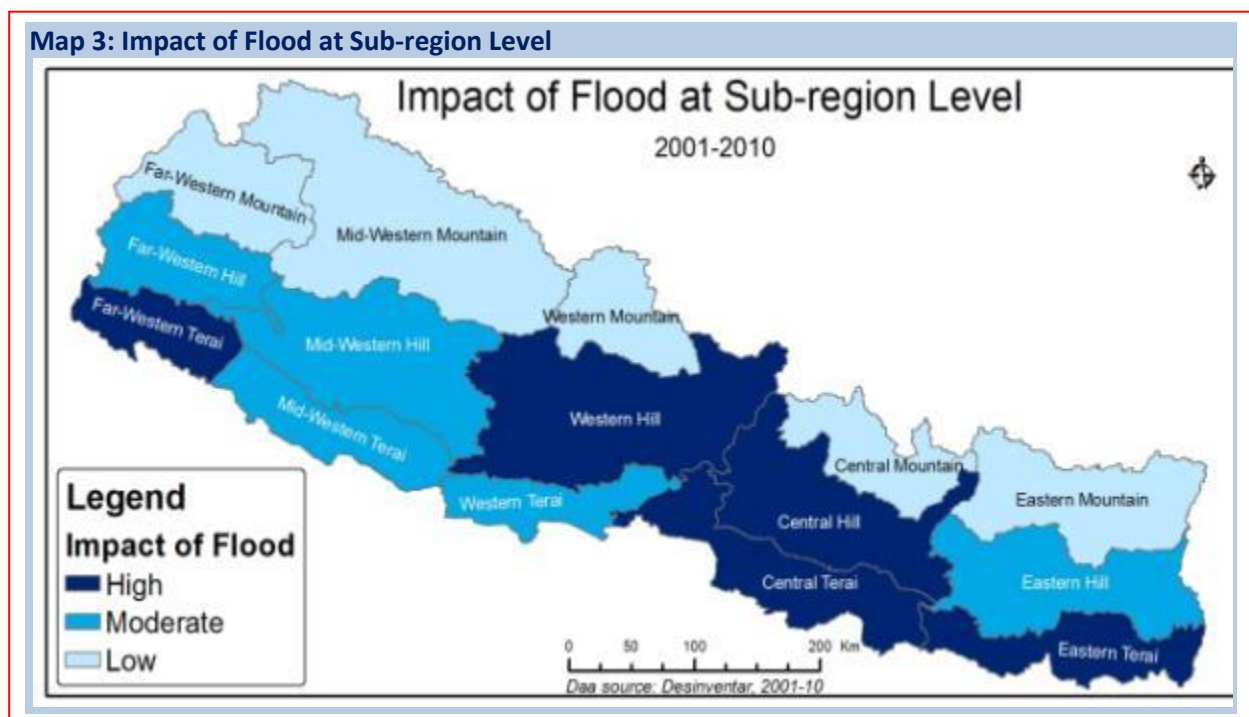 Map 3: Impact of Flood at Sub-region Level
Impact of Flood at Sub-region Level
2001-2010
Far-Western Mountain
Mid-Western Mountain
Far-Western Hill
Western Mountain
Far-Western Terai
Mid-Western Hill
Western Hill
Mid-Western Terai
Central Mountain
Eastern Mountain
Western Terai
Central Hill
Central Terai
Eastern Hill
Eastern Terai
Legend
Impact of Flood
High
Moderate
Low
0 50 100 200 Km
Daa source: Desinventar, 2001-10